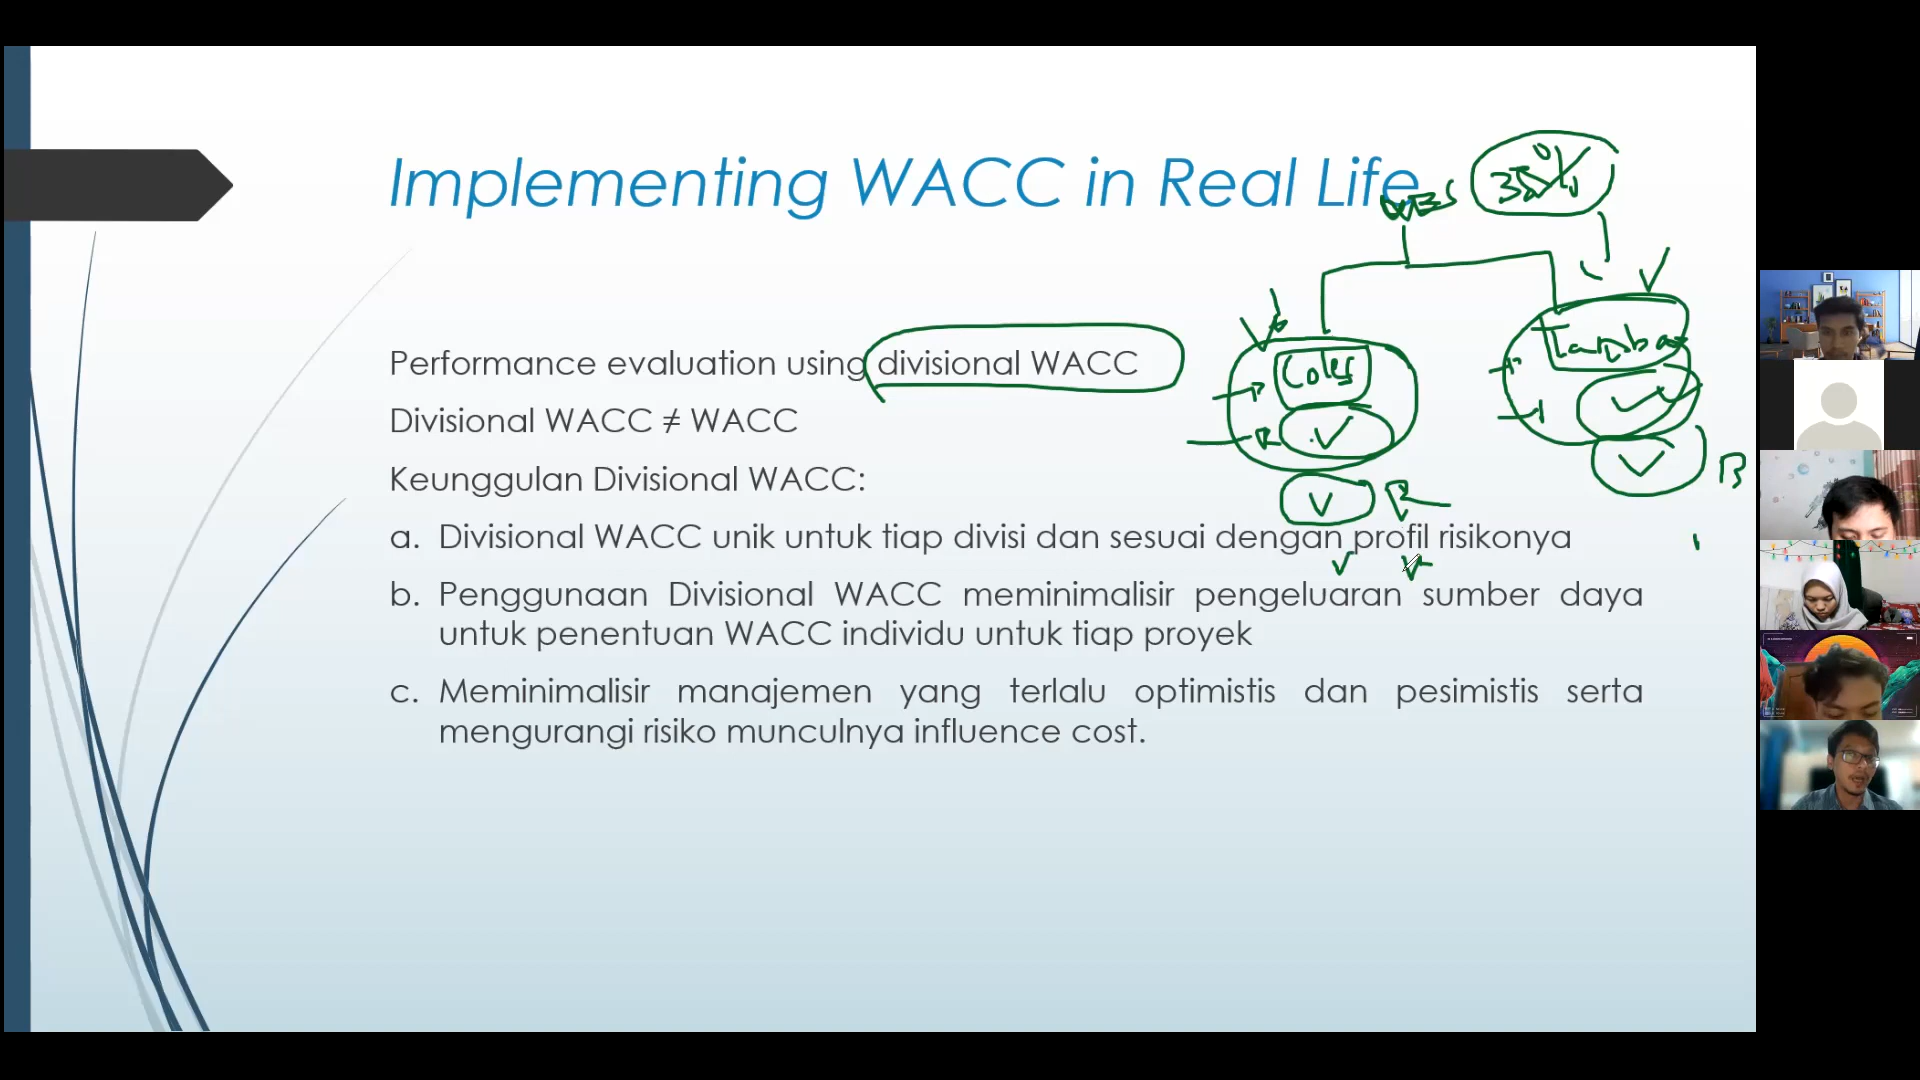 Implementing WACC in Real Life
WES 35%
Coles
Performance evaluation using divisional WACC
Divisional WACC ≠ WACC
Keunggulan Divisional WACC:
a. Divisional WACC unik untuk tiap divisi dan sesuai dengan profil risikonya
b. Penggunaan Divisional WACC meminimalisir pengeluaran sumber daya
untuk penentuan WACC individu untuk tiap proyek
c. Meminimalisir manajemen yang terlalu optimistis dan pesimistis serta
mengurangi risiko munculnya influence cost.